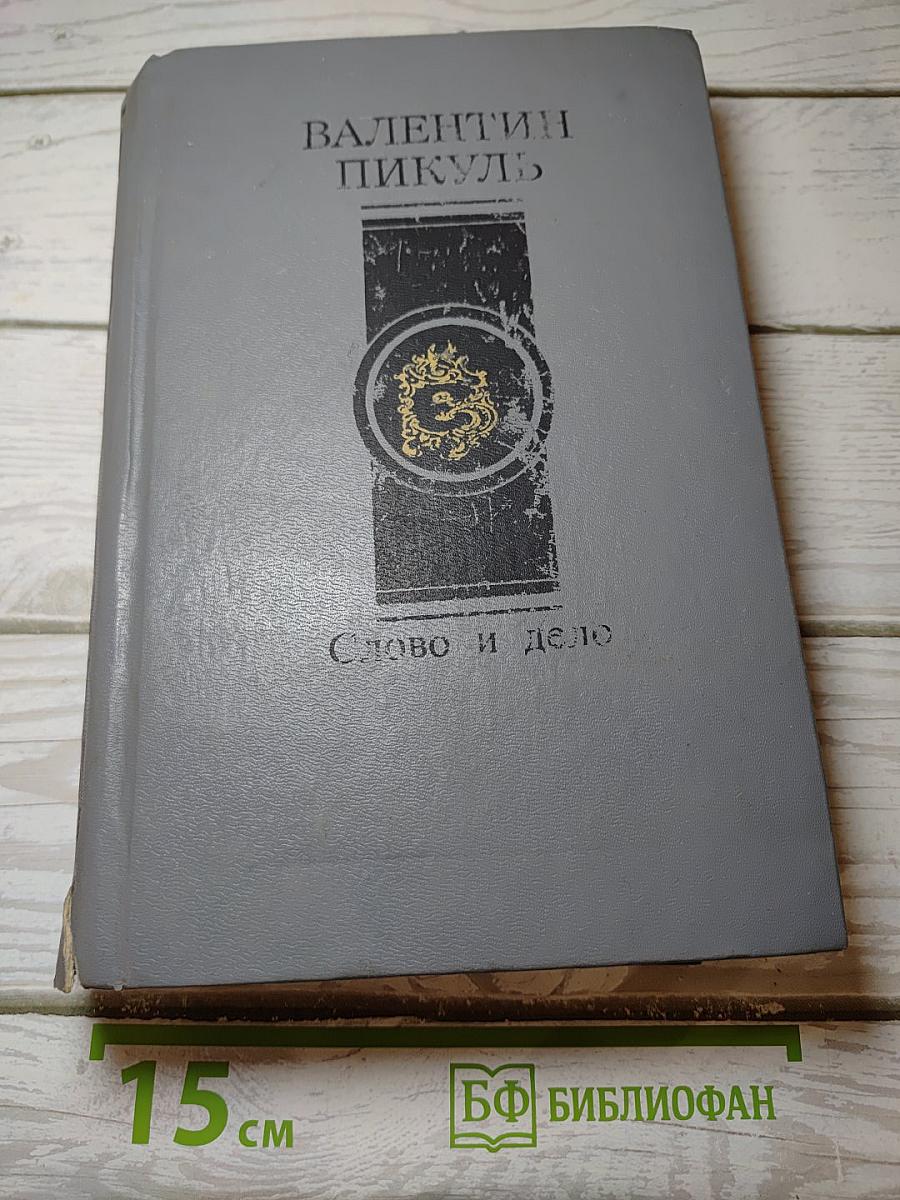 ВАЛЕНТИН
ПИКУЛЬ
Слово и дело
15 см
БФ БИБЛИОФАН